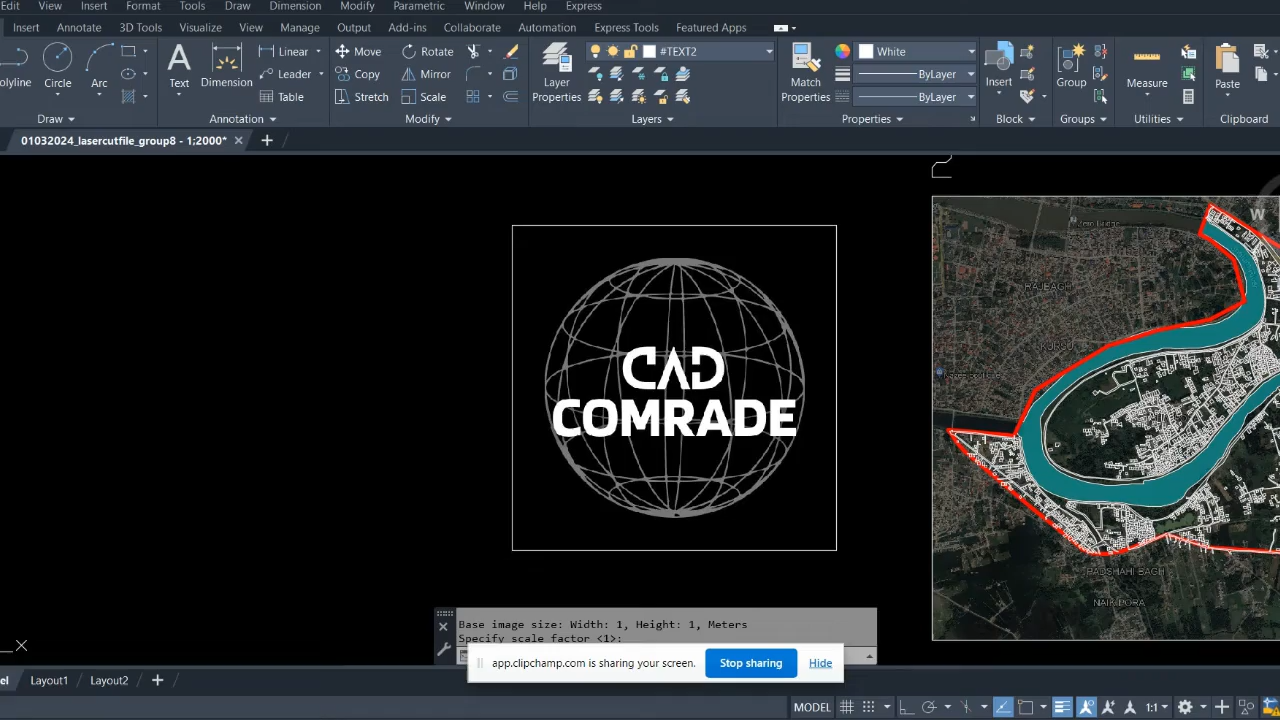 Edit View Insert Format Tools Draw Dimension Modify Parametric Window Help Express
Insert Annotate 3D Tools Visualize View Manage Output Add-ins Collaborate Automation Express Tools Featured Apps
Circle Arc Text Dimension Linear Leader Table
Move Rotate
Copy Mirror
Stretch Scale
Layer Properties #TEXT2
Match Properties White
ByLayer
ByLayer
Insert Group Measure Paste
Draw Annotation Modify Layers Properties Block Groups Utilities Clipboard
01032024_lasercutfile_group8 - 1;2000*
W
RAJBAGH
CAD
COMRADE
PADSHAHI BAGH
Base image size: Width: 1, Height: 1, Meters
Specify scale factor <1>:
app.clipchamp.com is sharing your screen. Stop sharing Hide
Layout1 Layout2 +
MODEL 1:1